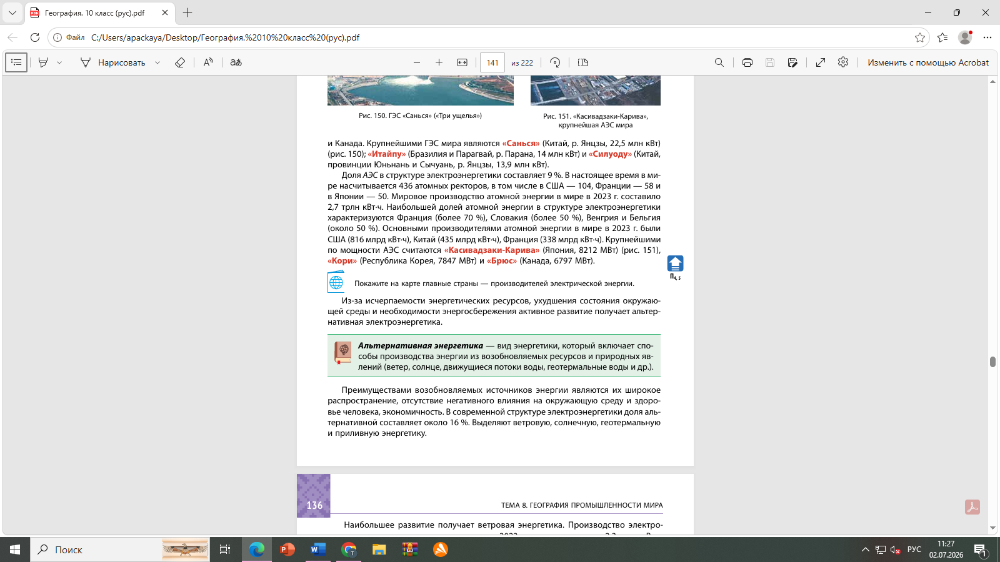 География. 10 класс (рус).pdf
Файл C:/Users/apackaya/Desktop/География.%2010%20класс%20(рус).pdf
Нарисовать 141 из 222 Изменить с помощью Acrobat
Рис. 150. ГЭС «Санься» («Три ущелья»)
Рис. 151. «Касивадзаки-Карива»,
крупнейшая АЭС мира
и Канада. Крупнейшими ГЭС мира являются «Санься» (Китай, р. Янцзы, 22,5 млн кВт)
(рис. 150); «Итайпу» (Бразилия и Парагвай, р. Парана, 14 млн кВт) и «Силуоду» (Китай,
провинции Юньнань и Сычуань, р. Янцзы, 13,9 млн кВт).
Доля АЭС в структуре электроэнергетики составляет 9 %. В настоящее время в ми-
ре насчитывается 436 атомных ректоров, в том числе в США — 104, Франции — 58 и
в Японии — 50. Мировое производство атомной энергии в мире в 2023 г. составило
2,7 трлн кВт·ч. Наибольшей долей атомной энергии в структуре электроэнергетики
характеризуются Франция (более 70 %), Словакия (более 50 %), Венгрия и Бельгия
(около 50 %). Основными производителями атомной энергии в мире в 2023 г. были
США (816 млрд кВт·ч), Китай (435 млрд кВт·ч), Франция (338 млрд кВт·ч). Крупнейшими
по мощности АЭС считаются «Касивадзаки-Карива» (Япония, 8212 МВт) (рис. 151),
«Кори» (Республика Корея, 7847 МВт) и «Брюс» (Канада, 6797 МВт).
П4, 5
Покажите на карте главные страны — производителей электрической энергии.
Из-за исчерпаемости энергетических ресурсов, ухудшения состояния окружаю-
щей среды и необходимости энергосбережения активное развитие получает альтер-
нативная электроэнергетика.
Альтернативная энергетика — вид энергетики, который включает спо-
собы производства энергии из возобновляемых ресурсов и природных яв-
лений (ветер, солнце, движущиеся потоки воды, геотермальные воды и др.).
Преимуществами возобновляемых источников энергии являются их широкое
распространение, отсутствие негативного влияния на окружающую среду и здоро-
вье человека, экономичность. В современной структуре электроэнергетики доля аль-
тернативной составляет около 16 %. Выделяют ветровую, солнечную, геотермальную
и приливную энергетику.
136
ТЕМА 8. ГЕОГРАФИЯ ПРОМЫШЛЕННОСТИ МИРА
Наибольшее развитие получает ветровая энергетика. Производство электро-
Поиск
РУС
11:27
02.07.2026
1